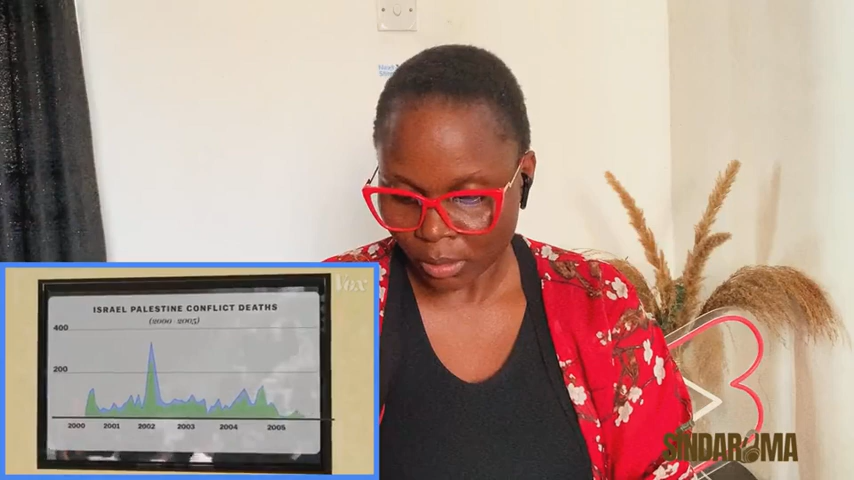 Vox
ISRAEL PALESTINE CONFLICT DEATHS
(2000 - 2005)
400
200
2000 2001 2002 2003 2004 2005
SINDAROMA